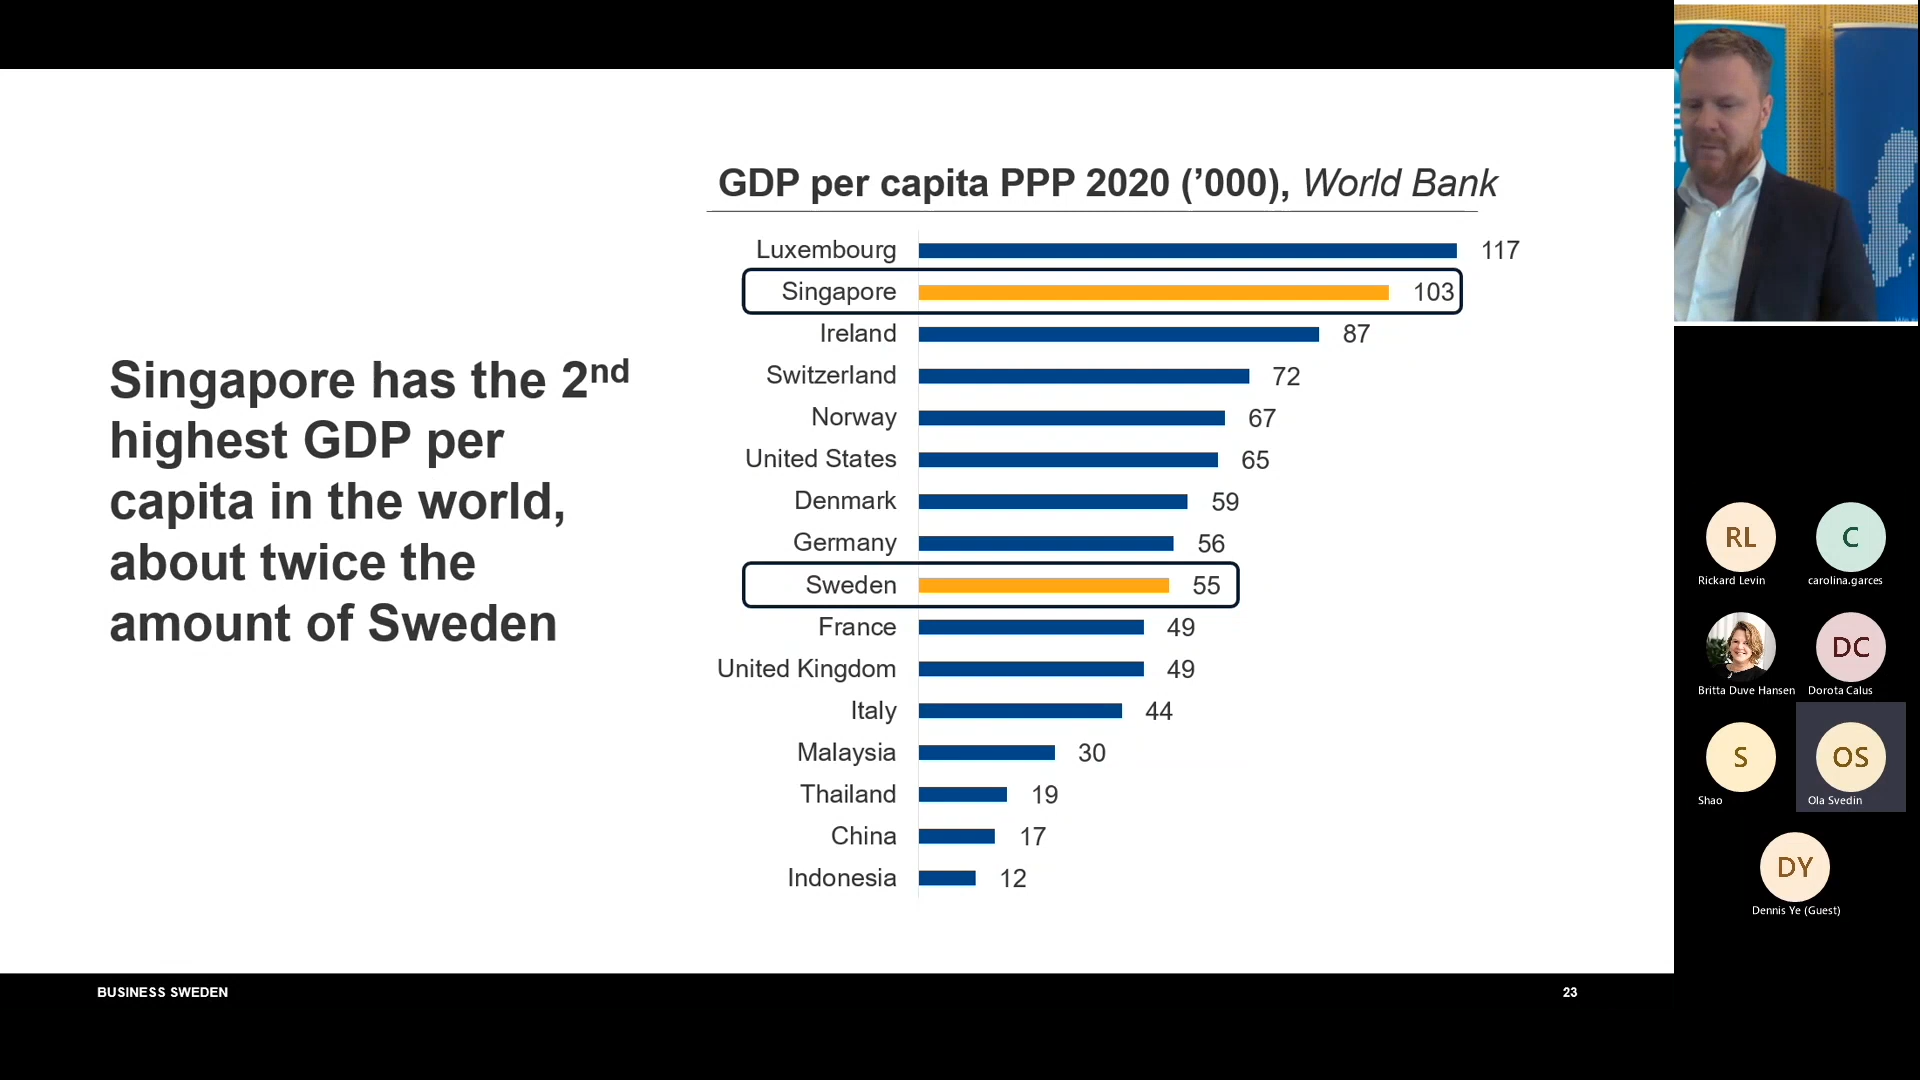 GDP per capita PPP 2020 (’000), World Bank
Singapore has the 2nd
highest GDP per
capita in the world,
about twice the
amount of Sweden
Luxembourg 117
Singapore 103
Ireland 87
Switzerland 72
Norway 67
United States 65
Denmark 59
Germany 56
Sweden 55
France 49
United Kingdom 49
Italy 44
Malaysia 30
Thailand 19
China 17
Indonesia 12
BUSINESS SWEDEN
23
RL
Rickard Levin
C
carolina.garces
Britta Duve Hansen
DC
Dorota Calus
S
Shao
OS
Ola Svedin
DY
Dennis Ye (Guest)